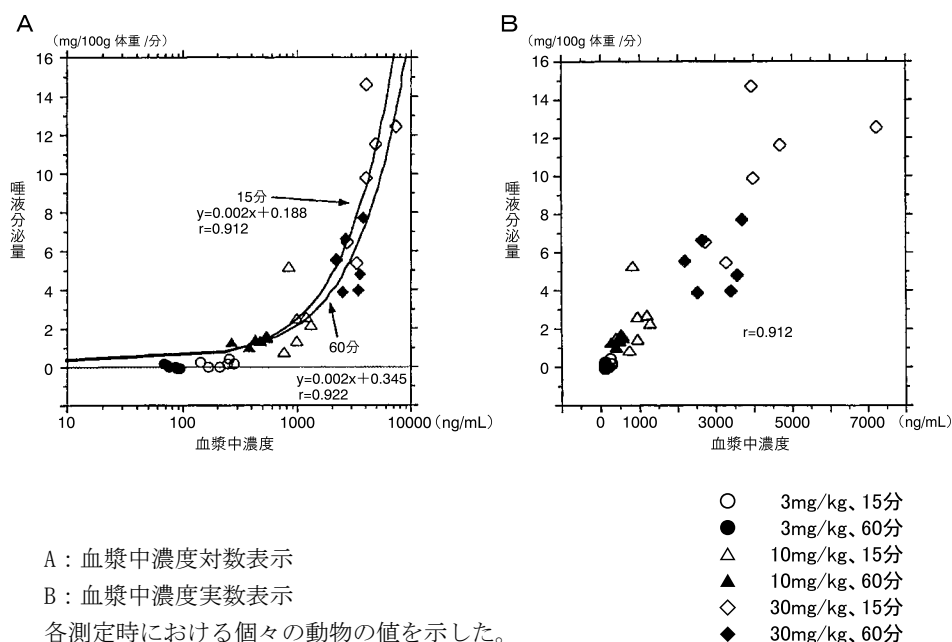 A
(mg/100g 体重 /分)
16
14
12
10
8
6
4
2
0
唾液分泌量
15分
y=0.002x+0.188
r=0.912
60分
y=0.002x+0.345
r=0.922
10
100
1000
10000 (ng/mL)
血漿中濃度
B
(mg/100g 体重 /分)
16
14
12
10
8
6
4
2
0
唾液分泌量
r=0.912
0
1000
3000
5000
7000
(ng/mL)
血漿中濃度
3mg/kg、15分
3mg/kg、60分
10mg/kg、15分
10mg/kg、60分
30mg/kg、15分
30mg/kg、60分
A：血漿中濃度対数表示
B：血漿中濃度実数表示
各測定時における個々の動物の値を示した。